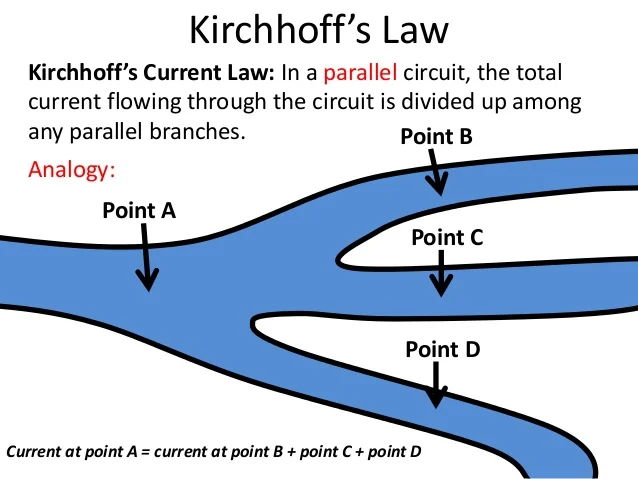 Kirchhoff’s Law
Kirchhoff’s Current Law: In a parallel circuit, the total
current flowing through the circuit is divided up among
any parallel branches.
Point B
Analogy:
Point A
Point C
Point D
Current at point A = current at point B + point C + point D